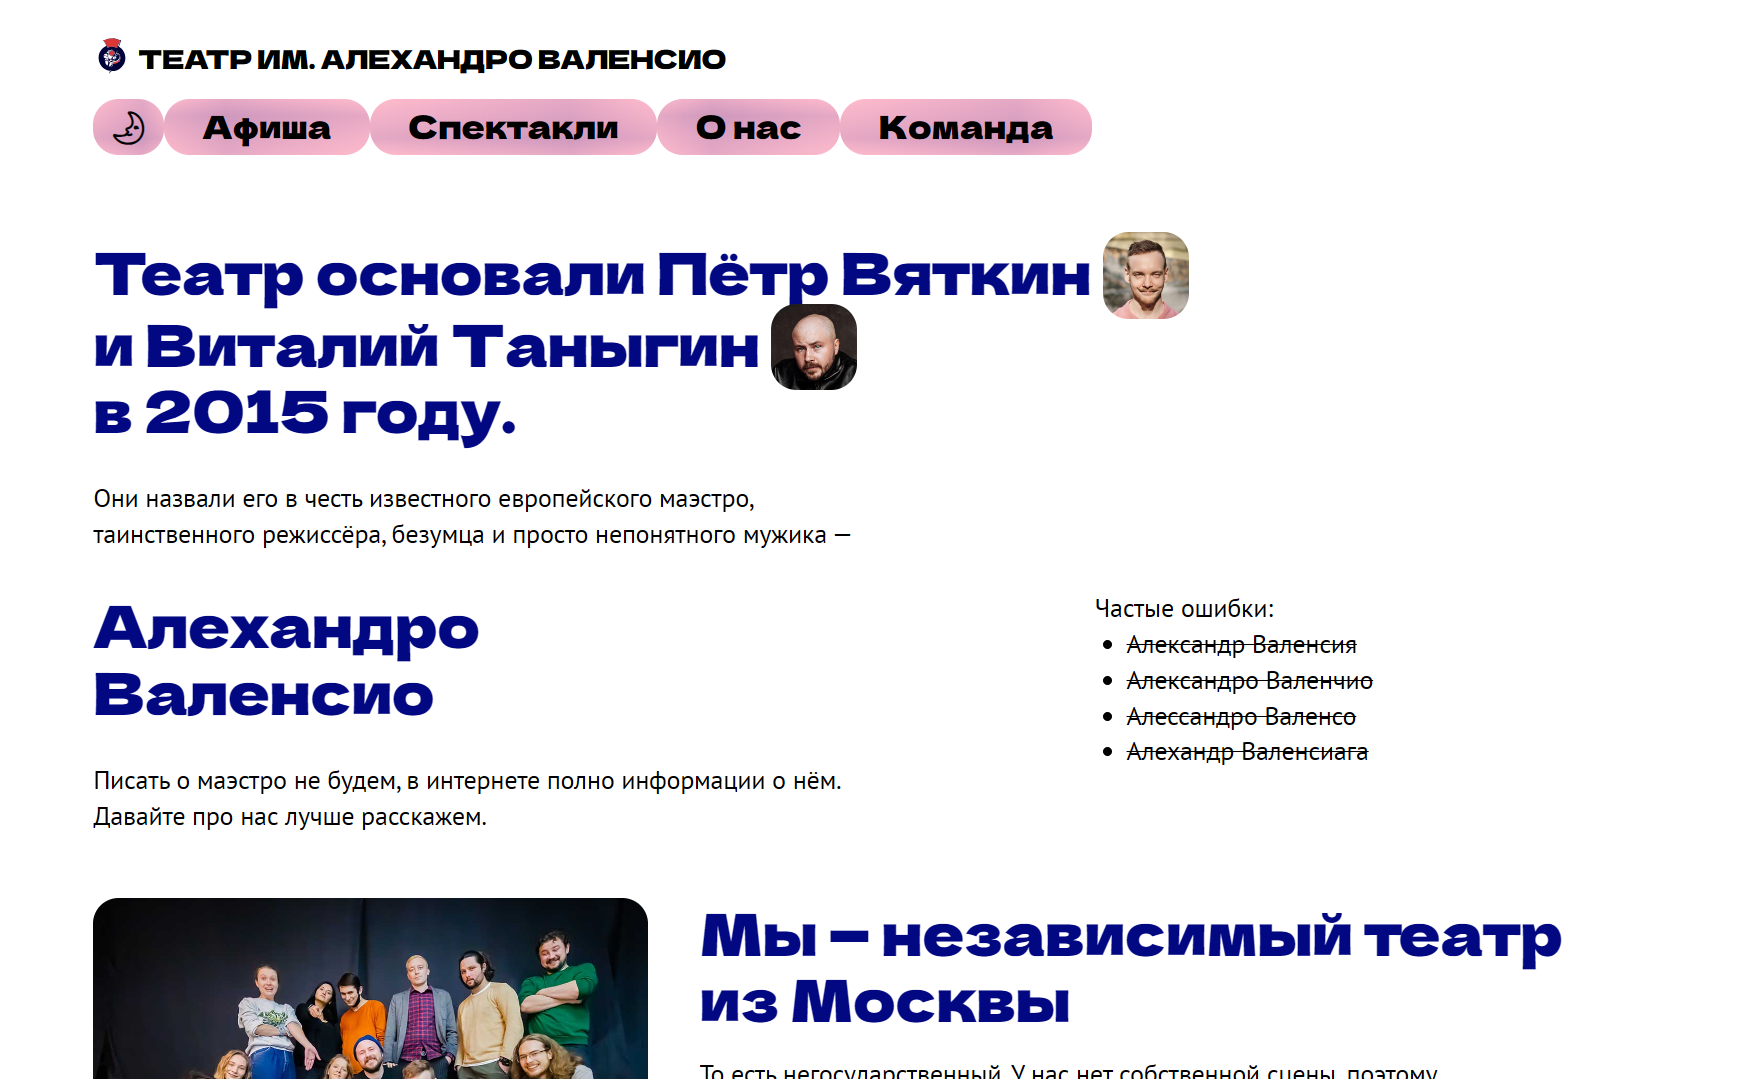 ТЕАТР ИМ. АЛЕХАНДРО ВАЛЕНСИО
Афиша
Спектакли
О нас
Команда
Театр основали Пётр Вяткин
и Виталий Таныгин
в 2015 году.
Они назвали его в честь известного европейского маэстро,
таинственного режиссёра, безумца и просто непонятного мужика —
Алехандро
Валенсио
Частые ошибки:
Александр Валенсия
Александро Валенчио
Алессандро Валенсо
Алехандр Валенсиага
Писать о маэстро не будем, в интернете полно информации о нём.
Давайте про нас лучше расскажем.
Мы — независимый театр
из Москвы
То есть негосударственный. У нас нет собственной сцены, поэтому